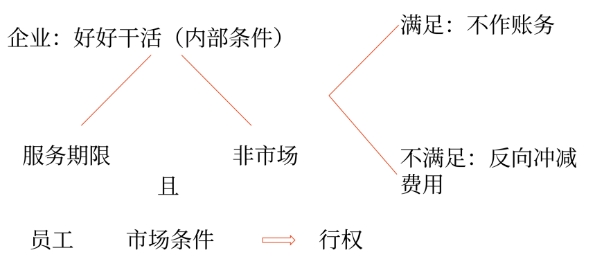 企业：好好干活（内部条件）
满足：不作账务
服务期限
非市场
不满足：反向冲减
费用
且
员工
市场条件
行权